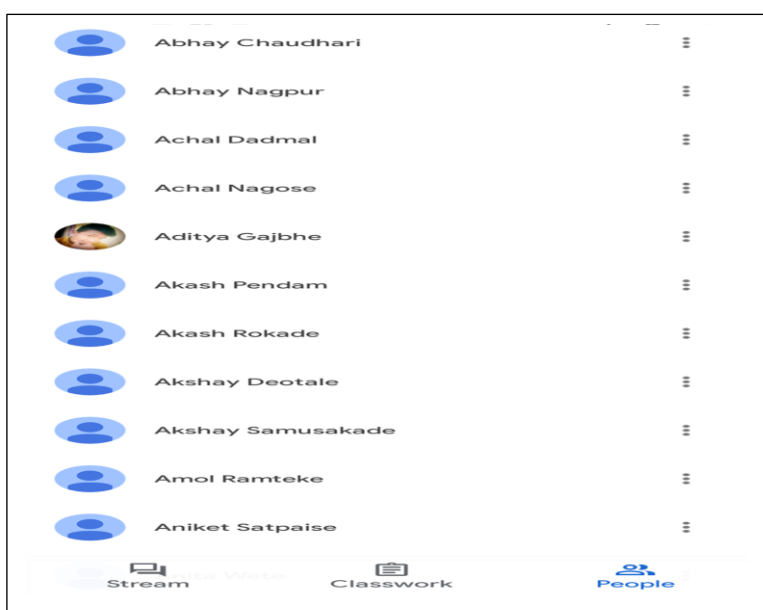 Abhay Chaudhari
Abhay Nagpur
Achal Dadmal
Achal Nagose
Aditya Gajbhe
Akash Pendam
Akash Rokade
Akshay Deotale
Akshay Samusakade
Amol Ramteke
Aniket Satpaise
Stream Classwork People